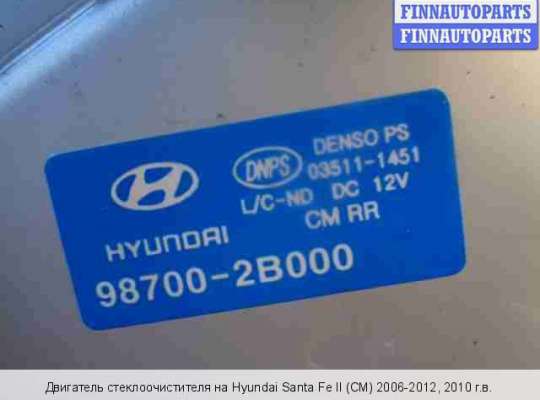 FINNAUTOPARTS
FINNAUTOPARTS
HYUNDAI
98700-2B000
DNPS
DENSO PS
03511-1451
L/C-ND DC 12V
CM RR
Двигатель стеклоочистителя на Hyundai Santa Fe II (CM) 2006-2012, 2010 г.в.